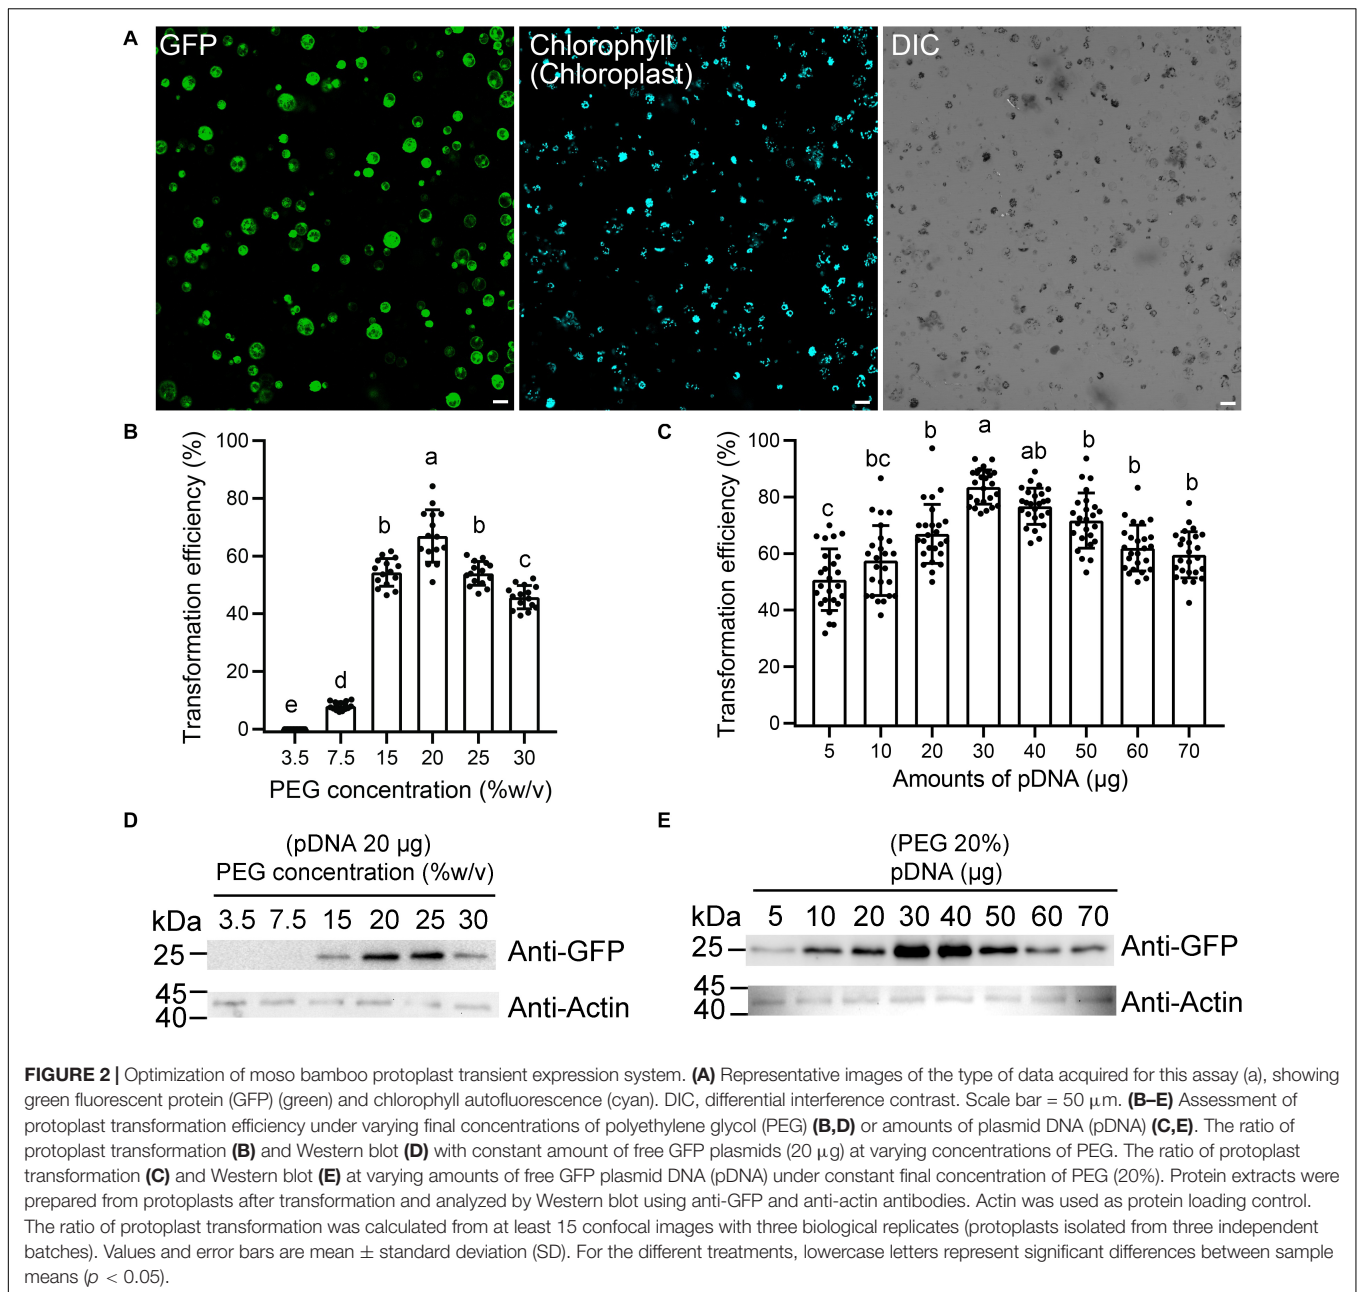 A
GFP
Chlorophyll
(Chloroplast)
DIC
B
Transformation efficiency (%)
100
80
60
40
20
0
e
d
b
a
b
c
3.5 7.5 15 20 25 30
PEG concentration (%w/v)
C
Transformation efficiency (%)
100
80
60
40
20
0
c
bc
b
a
ab
b
b
b
5 10 20 30 40 50 60 70
Amounts of pDNA (μg)
D
(pDNA 20 μg)
PEG concentration (%w/v)
kDa 3.5 7.5 15 20 25 30
25 Anti-GFP
45
40
Anti-Actin
E
(PEG 20%)
pDNA (μg)
kDa 5 10 20 30 40 50 60 70
25 Anti-GFP
45
40
Anti-Actin
FIGURE 2 | Optimization of moso bamboo protoplast transient expression system. (A) Representative images of the type of data acquired for this assay (a), showing
green fluorescent protein (GFP) (green) and chlorophyll autofluorescence (cyan). DIC, differential interference contrast. Scale bar = 50 μm. (B–E) Assessment of
protoplast transformation efficiency under varying final concentrations of polyethylene glycol (PEG) (B,D) or amounts of plasmid DNA (pDNA) (C,E). The ratio of
protoplast transformation (B) and Western blot (D) with constant amount of free GFP plasmids (20 μg) at varying concentrations of PEG. The ratio of protoplast
transformation (C) and Western blot (E) at varying amounts of free GFP plasmid DNA (pDNA) under constant final concentration of PEG (20%). Protein extracts were
prepared from protoplasts after transformation and analyzed by Western blot using anti-GFP and anti-actin antibodies. Actin was used as protein loading control.
The ratio of protoplast transformation was calculated from at least 15 confocal images with three biological replicates (protoplasts isolated from three independent
batches). Values and error bars are mean ± standard deviation (SD). For the different treatments, lowercase letters represent significant differences between sample
means (p < 0.05).